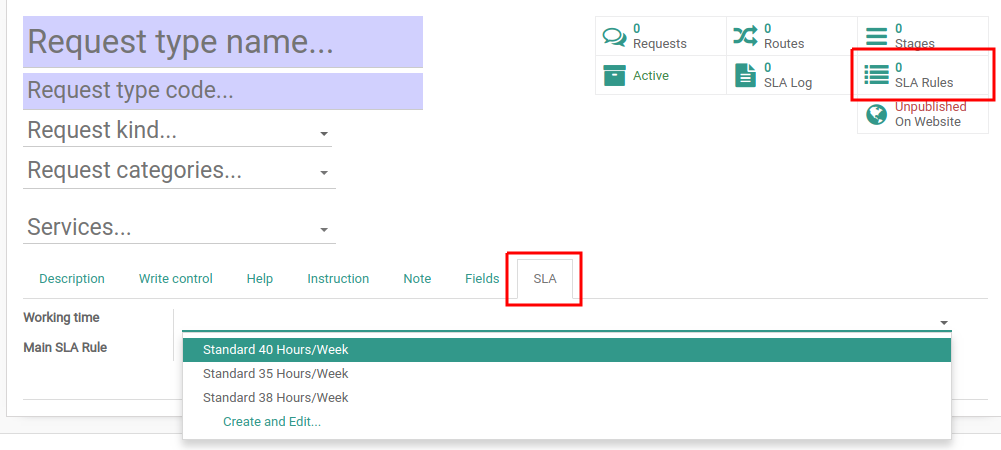 Request type name...
Request type code...
Request kind...
Request categories...
Services...
0
Requests
0
Routes
0
Stages
Active
0
SLA Log
0
SLA Rules
Unpublished
On Website
Description Write control Help Instruction Note Fields SLA
Working time
Main SLA Rule
Standard 40 Hours/Week
Standard 35 Hours/Week
Standard 38 Hours/Week
Create and Edit...